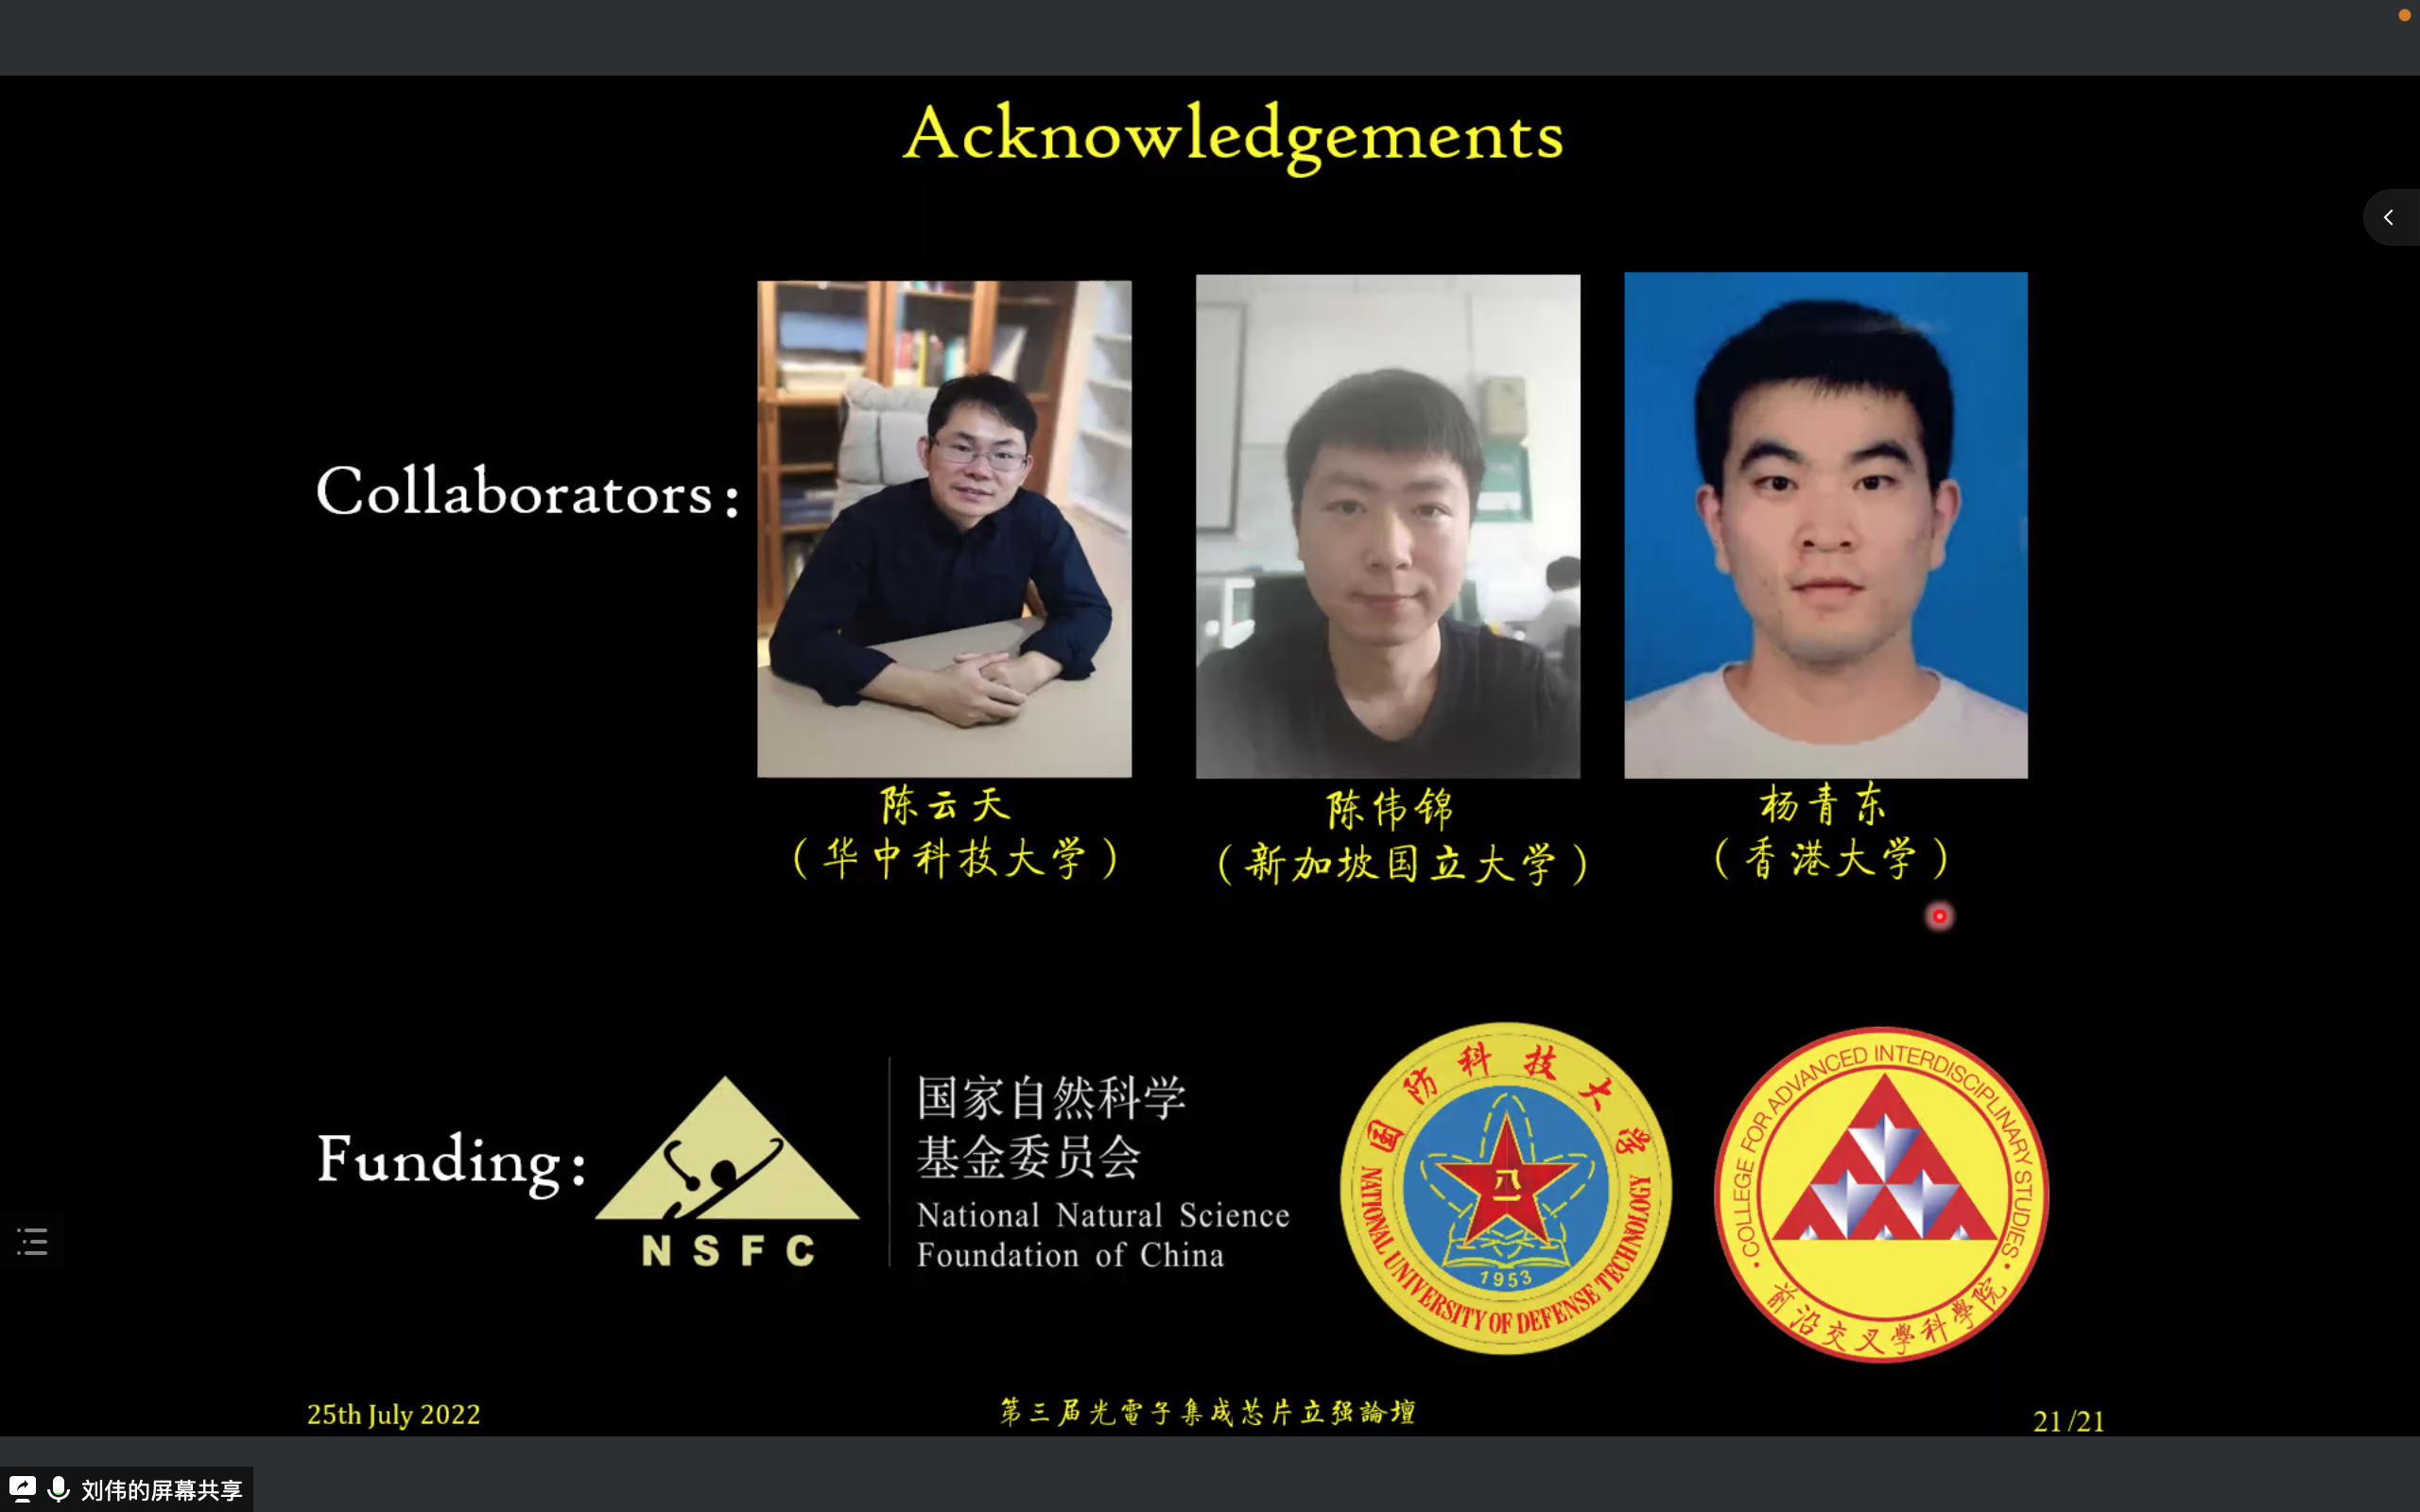 Acknowledgements
Collaborators:
陈云天
（华中科技大学）
陈伟锦
（新加坡国立大学）
杨青东
（香港大学）
Funding:
NSFC
国家自然科学
基金委员会
National Natural Science
Foundation of China
国防科技大学
NATIONAL UNIVERSITY OF DEFENSE TECHNOLOGY
八一
1953
COLLEGE FOR ADVANCED INTERDISCIPLINARY STUDIES
前沿交叉學科學院
25th July 2022
第三届光電子集成芯片立强論壇
21/21
刘伟的屏幕共享